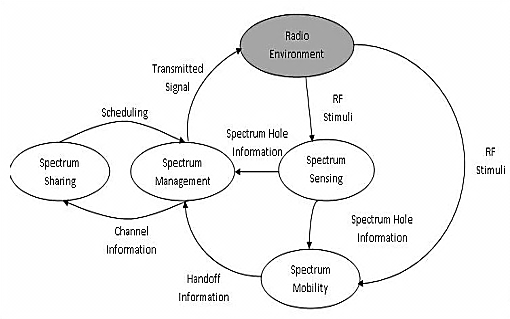 Radio
Environment
Transmitted
Signal
RF
Stimuli
Scheduling
Spectrum Hole
Information
RF
Stimuli
Spectrum
Sharing
Spectrum
Management
Spectrum
Sensing
Channel
Information
Spectrum Hole
Information
Handoff
Information
Spectrum
Mobility